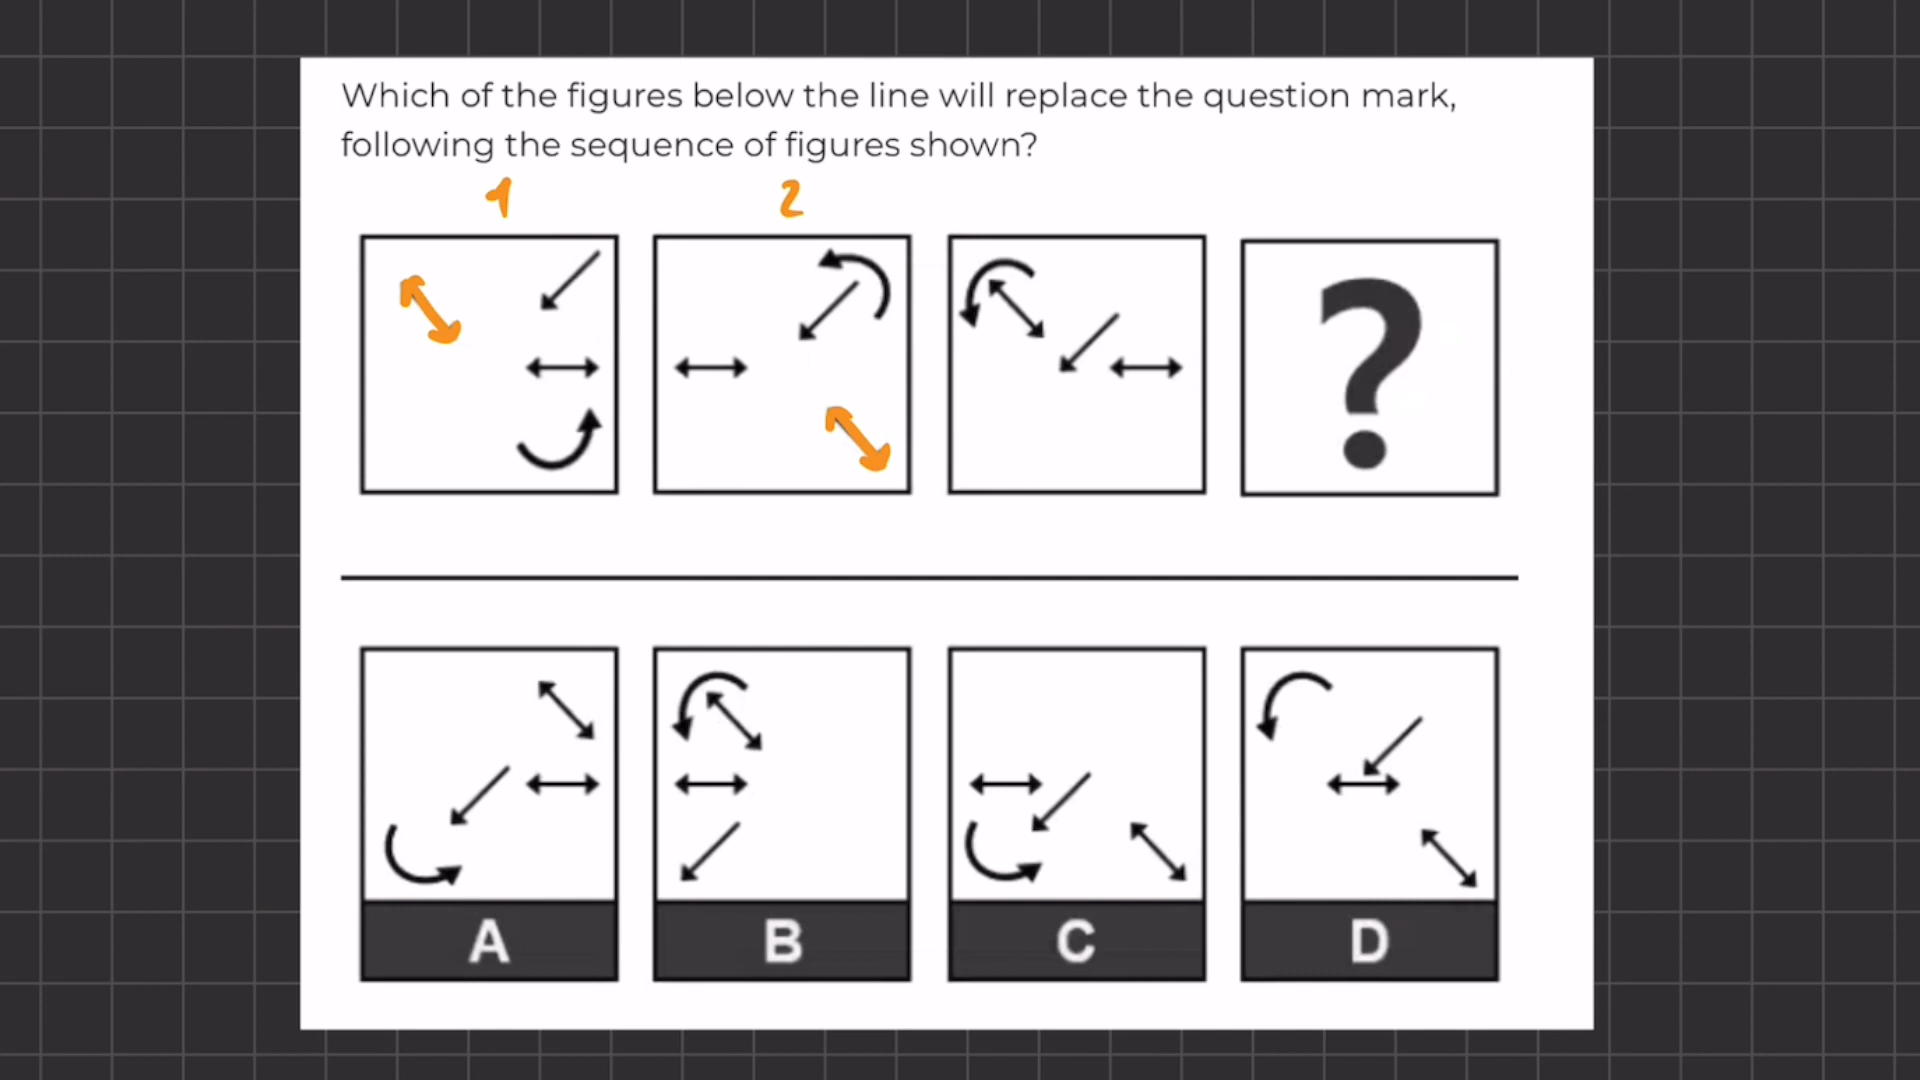 Which of the figures below the line will replace the question mark,
following the sequence of figures shown?
1 2
?
A B C D